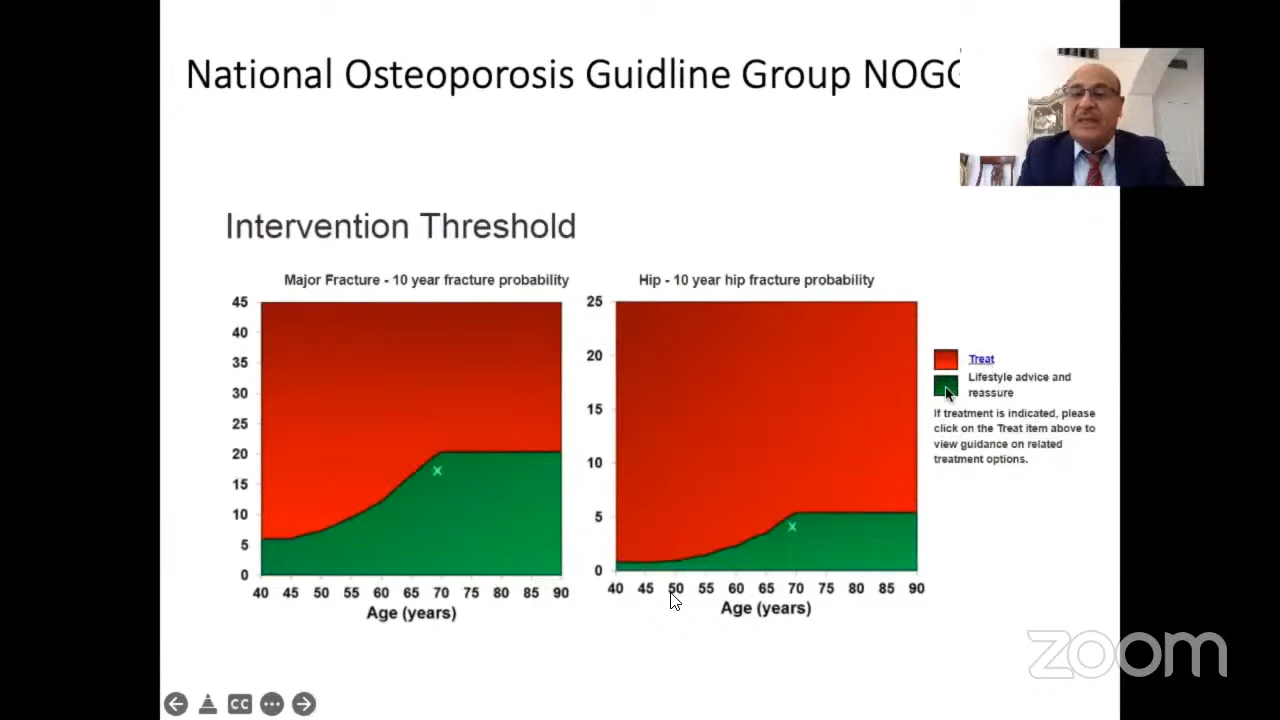 National Osteoporosis Guidline Group NOGG
Intervention Threshold
Major Fracture - 10 year fracture probability
45
40
35
30
25
20
15
10
5
0
40 45 50 55 60 65 70 75 80 85 90
Age (years)
Hip - 10 year hip fracture probability
25
20
15
10
5
0
40 45 50 55 60 65 70 75 80 85 90
Age (years)
Treat
Lifestyle advice and
reassure
If treatment is indicated, please
click on the Treat item above to
view guidance on related
treatment options.
zoom
CC